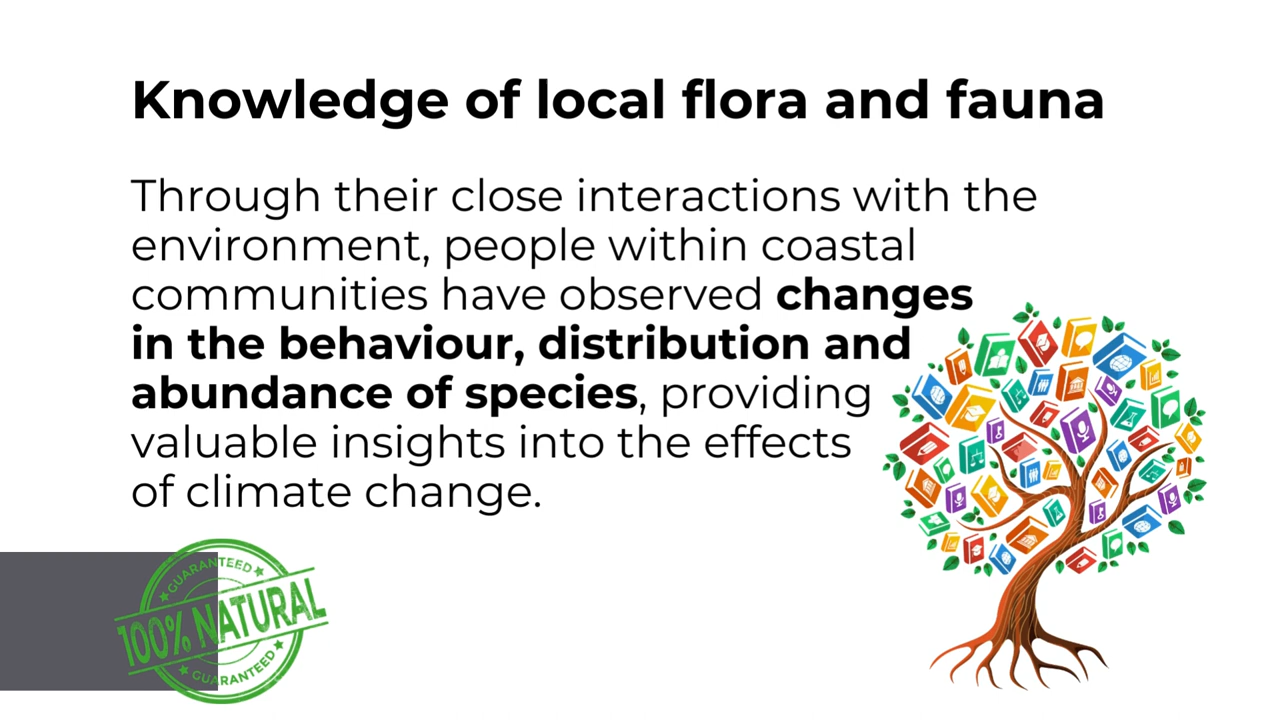 Knowledge of local flora and fauna
Through their close interactions with the
environment, people within coastal
communities have observed changes
in the behaviour, distribution and
abundance of species, providing
valuable insights into the effects
of climate change.
GUARANTEED
100% NATURAL
GUARANTEED